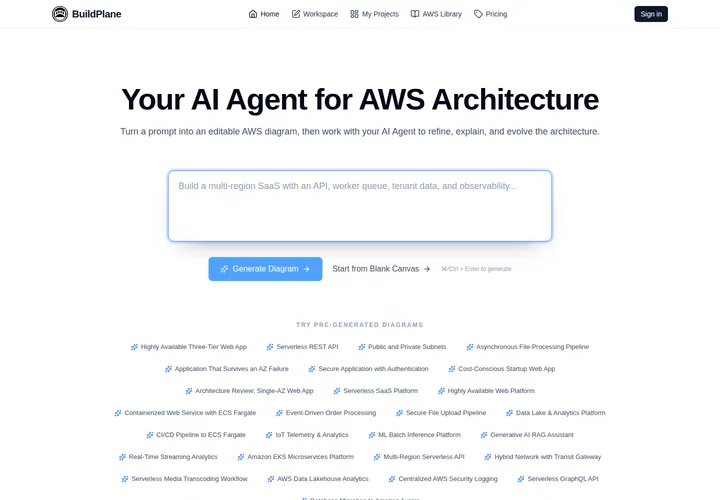 BuildPlane Home Workspace My Projects AWS Library Pricing Sign in
Your AI Agent for AWS Architecture
Turn a prompt into an editable AWS diagram, then work with your AI Agent to refine, explain, and evolve the architecture.
Build a multi-region SaaS with an API, worker queue, tenant data, and observability...
Generate Diagram → Start from Blank Canvas → ⌘/Ctrl + Enter to generate
TRY PRE-GENERATED DIAGRAMS
Highly Available Three-Tier Web App Serverless REST API Public and Private Subnets Asynchronous File-Processing Pipeline
Application That Survives an AZ Failure Secure Application with Authentication Cost-Conscious Startup Web App
Architecture Review: Single-AZ Web App Serverless SaaS Platform Highly Available Web Platform
Containerized Web Service with ECS Fargate Event-Driven Order Processing Secure File Upload Pipeline Data Lake & Analytics Platform
CI/CD Pipeline to ECS Fargate IoT Telemetry & Analytics ML Batch Inference Platform Generative AI RAG Assistant
Real-Time Streaming Analytics Amazon EKS Microservices Platform Multi-Region Serverless API Hybrid Network with Transit Gateway
Serverless Media Transcoding Workflow AWS Data Lakehouse Analytics Centralized AWS Security Logging Serverless GraphQL API
Database Migration to Amazon Aurora